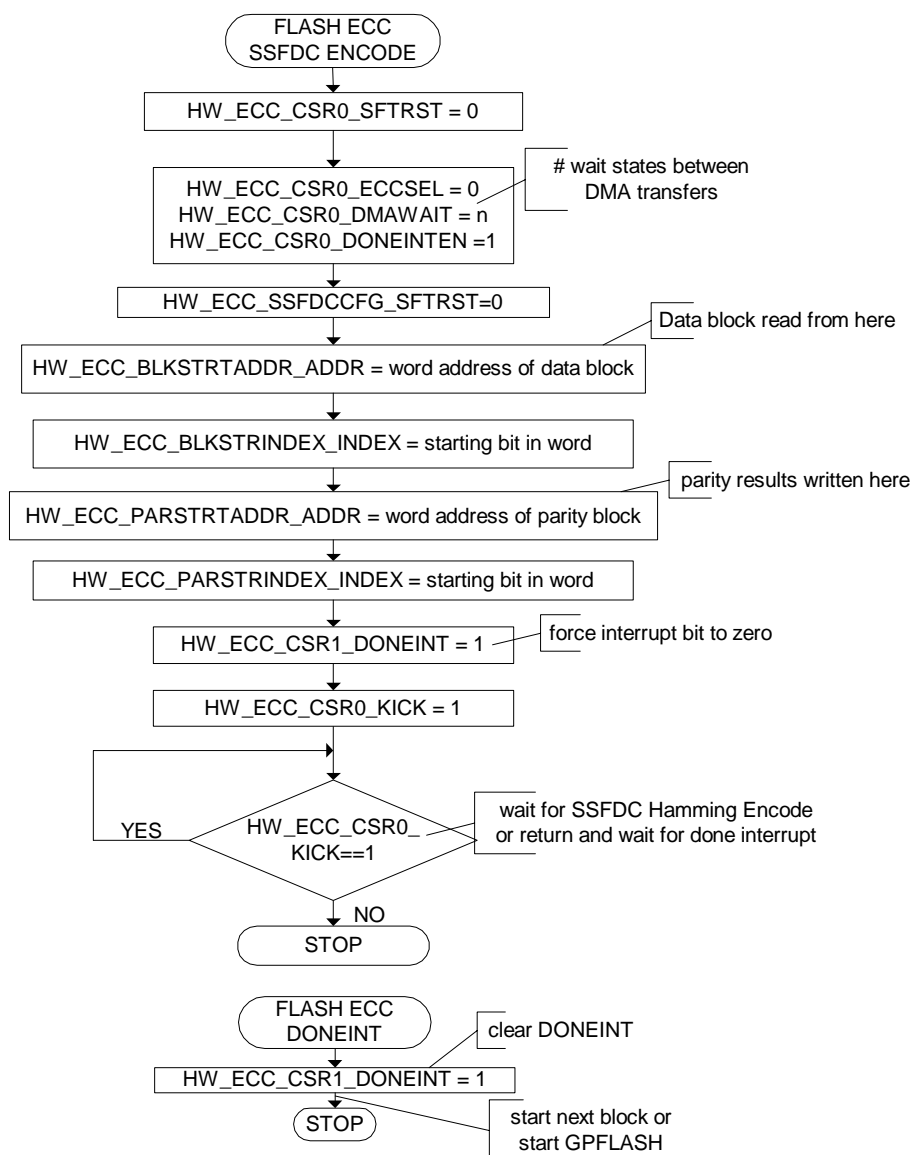 FLASH ECC
SSFDC ENCODE
HW_ECC_CSR0_SFTRST = 0
# wait states between
DMA transfers
HW_ECC_CSR0_ECCSEL = 0
HW_ECC_CSR0_DMAWAIT = n
HW_ECC_CSR0_DONEINTEN =1
HW_ECC_SSFDCCFG_SFTRST=0
Data block read from here
HW_ECC_BLKSTRTADDR_ADDR = word address of data block
HW_ECC_BLKSTRINDEX_INDEX = starting bit in word
parity results written here
HW_ECC_PARSTRTADDR_ADDR = word address of parity block
HW_ECC_PARSTRINDEX_INDEX = starting bit in word
force interrupt bit to zero
HW_ECC_CSR1_DONEINT = 1
HW_ECC_CSR0_KICK = 1
YES
HW_ECC_CSR0_
KICK==1
wait for SSFDC Hamming Encode
or return and wait for done interrupt
NO
STOP
FLASH ECC
DONEINT
clear DONEINT
HW_ECC_CSR1_DONEINT = 1
STOP
start next block or
start GPFLASH